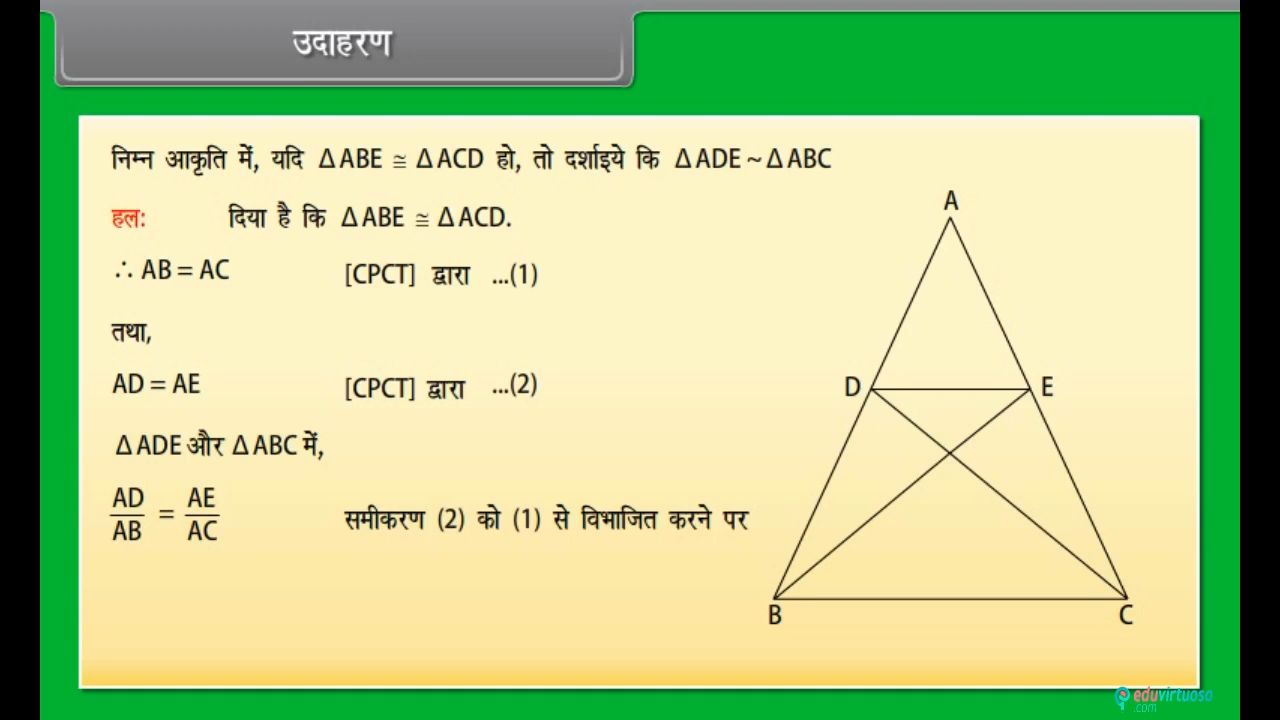 उदाहरण
निम्न आकृति में, यदि ΔABE ≅ ΔACD हो, तो दर्शाइये कि ΔADE ~ ΔABC
हल: दिया है कि ΔABE ≅ ΔACD.
∴ AB = AC [CPCT] द्वारा ...(1)
तथा,
AD = AE [CPCT] द्वारा ...(2)
ΔADE और ΔABC में,
AD/AB = AE/AC समीकरण (2) को (1) से विभाजित करने पर
A
D E
B C
eduvirtuoso
.com